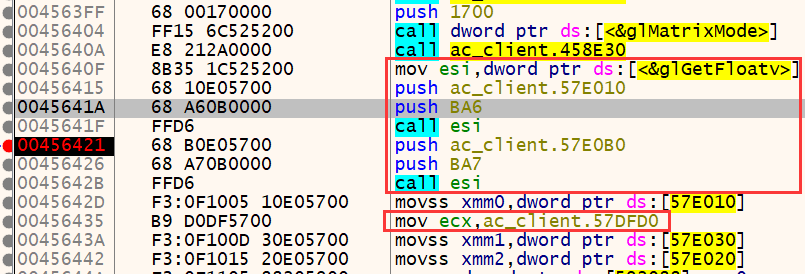 004563FF 68 00170000 push 1700
00456404 FF15 6C525200 call dword ptr ds:[<&glMatrixMode>]
0045640A E8 212A0000 call ac_client.458E30
0045640F 8B35 1C525200 mov esi,dword ptr ds:[<&glGetFloatv>]
00456415 68 10E05700 push ac_client.57E010
0045641A 68 A60B0000 push BA6
0045641F FFD6 call esi
00456421 68 B0E05700 push ac_client.57E0B0
00456426 68 A70B0000 push BA7
0045642B FFD6 call esi
0045642D F3:0F1005 10E05700 movss xmm0,dword ptr ds:[57E010]
00456435 B9 D0DF5700 mov ecx,ac_client.57DFD0
0045643A F3:0F100D 30E05700 movss xmm1,dword ptr ds:[57E030]
00456442 F3:0F1015 20E05700 movss xmm2,dword ptr ds:[57E020]